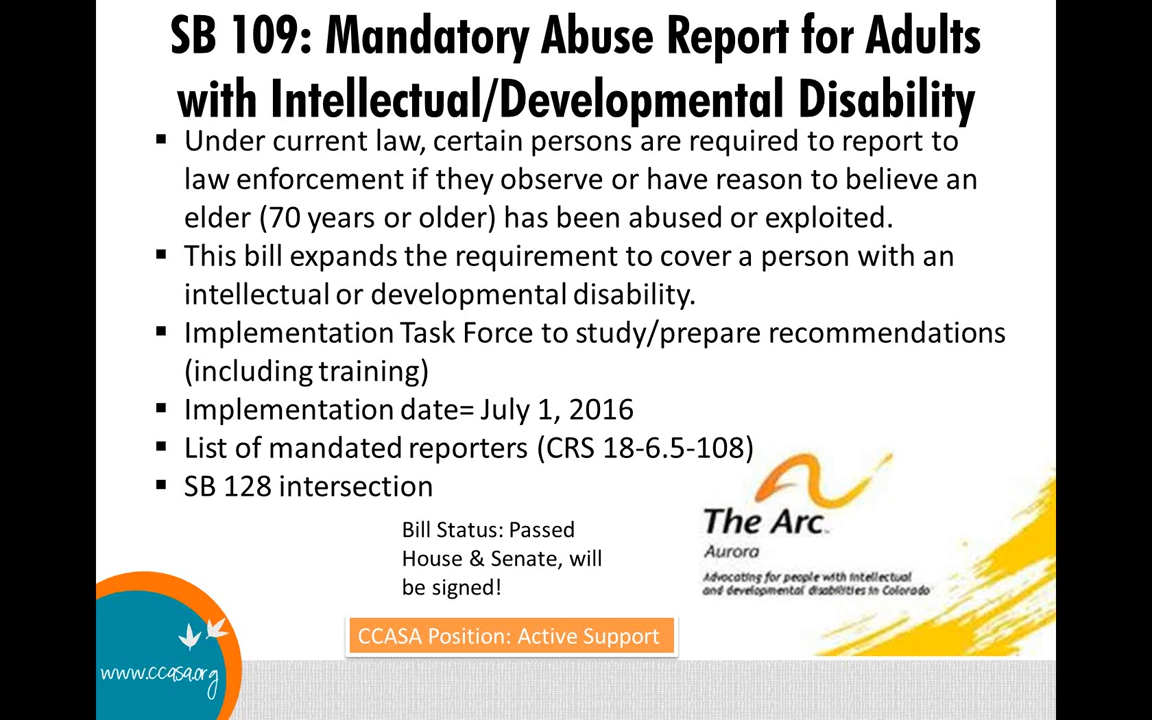 SB 109: Mandatory Abuse Report for Adults
with Intellectual/Developmental Disability
▪ Under current law, certain persons are required to report to
law enforcement if they observe or have reason to believe an
elder (70 years or older) has been abused or exploited.
▪ This bill expands the requirement to cover a person with an
intellectual or developmental disability.
▪ Implementation Task Force to study/prepare recommendations
(including training)
▪ Implementation date= July 1, 2016
▪ List of mandated reporters (CRS 18-6.5-108)
▪ SB 128 intersection
Bill Status: Passed
House & Senate, will
be signed!
CCASA Position: Active Support
The Arc™
Aurora
Advocating for people with intellectual
and developmental disabilities in Colorado
www.ccasa.org